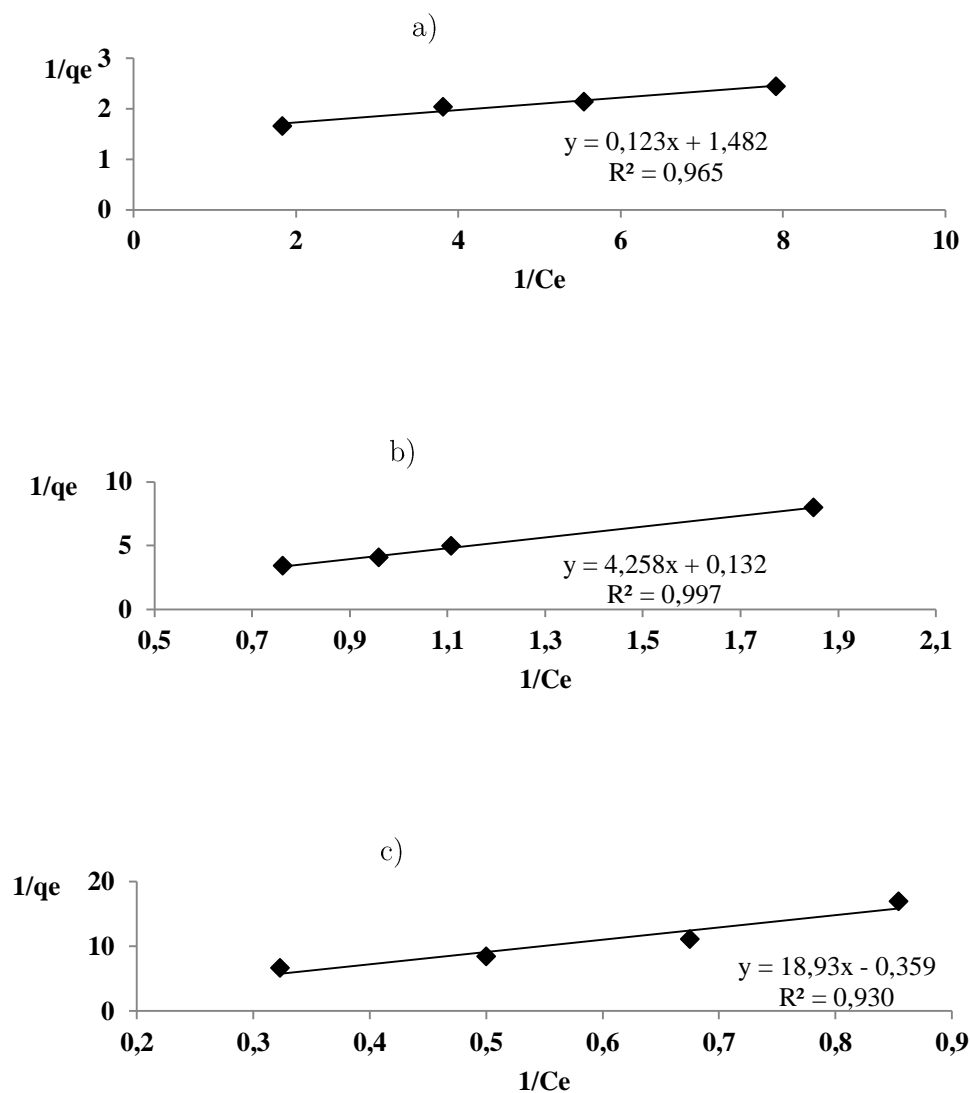 a)
1/qe
3
2
1
0
y = 0,123x + 1,482
R² = 0,965
0 2 4 6 8 10
1/Ce
b)
1/qe
10
5
0
y = 4,258x + 0,132
R² = 0,997
0,5 0,7 0,9 1,1 1,3 1,5 1,7 1,9 2,1
1/Ce
c)
1/qe
20
10
0
y = 18,93x - 0,359
R² = 0,930
0,2 0,3 0,4 0,5 0,6 0,7 0,8 0,9
1/Ce